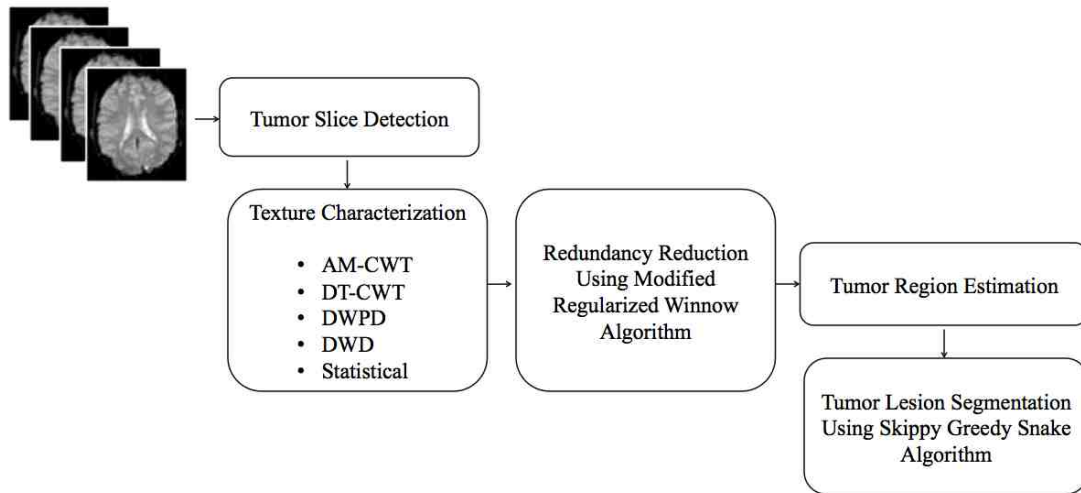 Tumor Slice Detection
Texture Characterization
• AM-CWT
• DT-CWT
• DWPD
• DWD
• Statistical
Redundancy Reduction
Using Modified
Regularized Winnow
Algorithm
Tumor Region Estimation
Tumor Lesion Segmentation
Using Skippy Greedy Snake
Algorithm